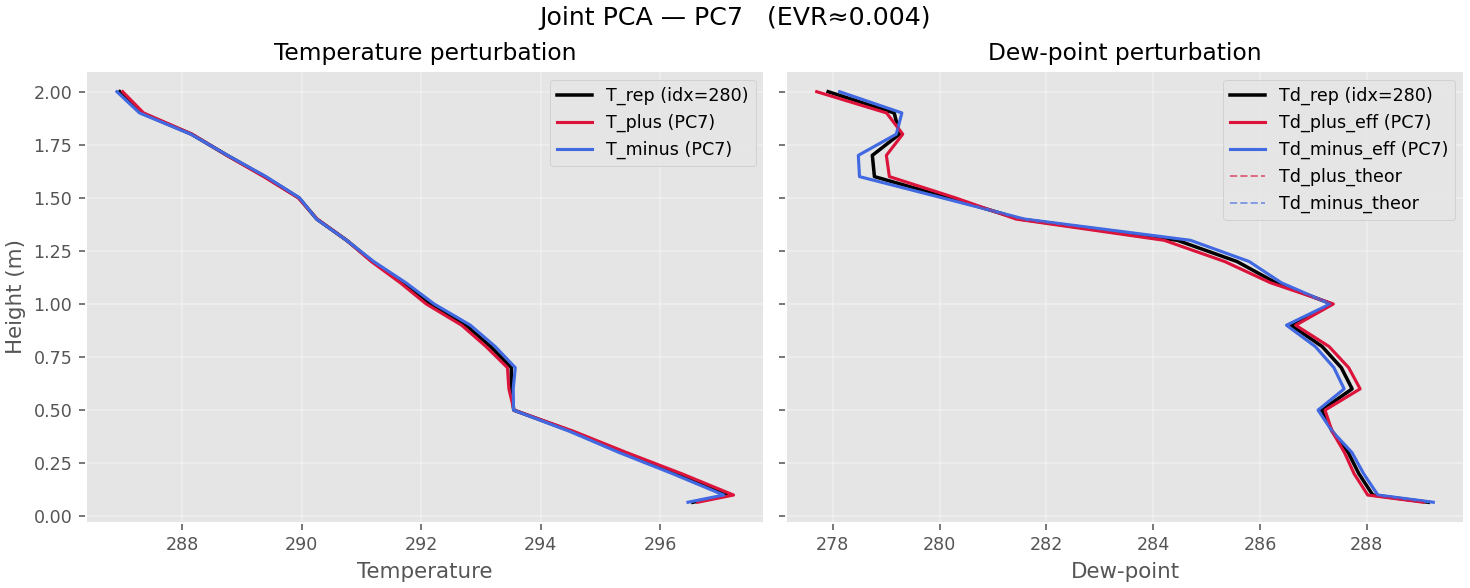 Joint PCA — PC7   (EVR≈0.004)
Temperature perturbation
T_rep (idx=280)
T_plus (PC7)
T_minus (PC7)
Height (m)
2.00
1.75
1.50
1.25
1.00
0.75
0.50
0.25
0.00
288
290
292
294
296
Temperature
Dew-point perturbation
Td_rep (idx=280)
Td_plus_eff (PC7)
Td_minus_eff (PC7)
Td_plus_theor
Td_minus_theor
278
280
282
284
286
288
Dew-point